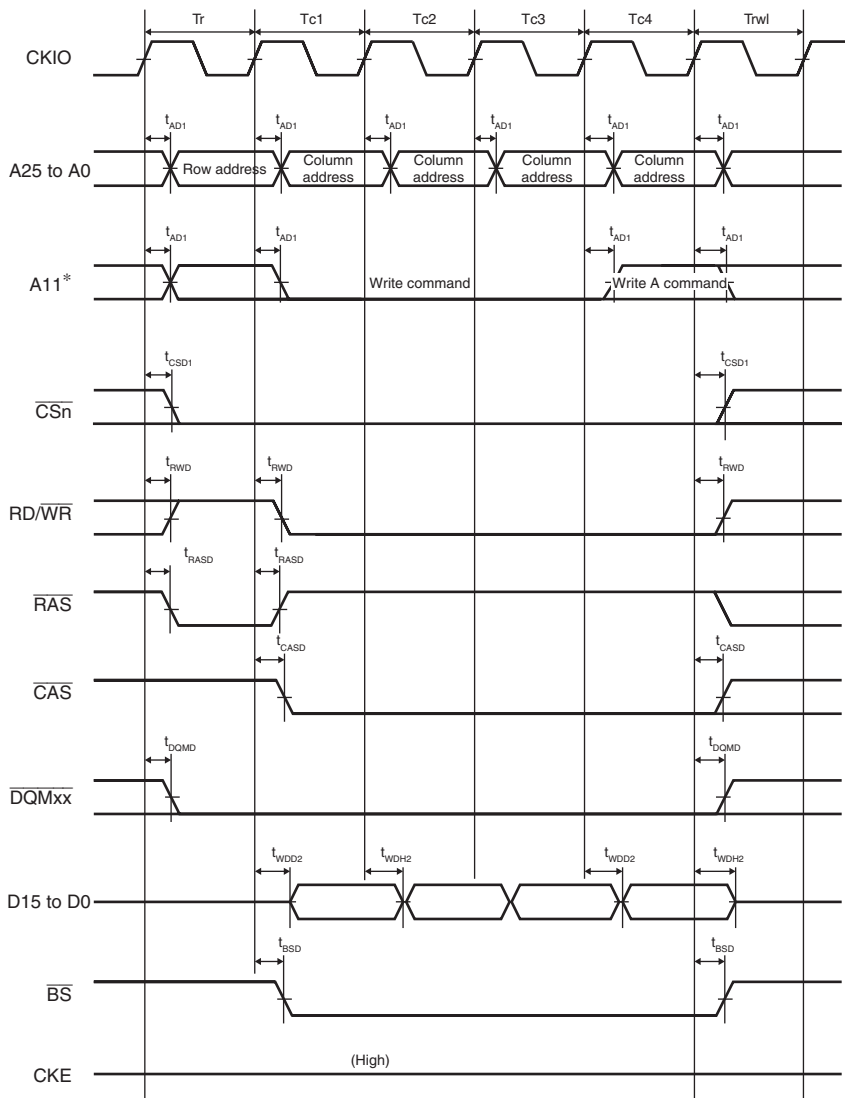 Tr Tc1 Tc2 Tc3 Tc4 Trwl
CKIO
tAD1 tAD1 tAD1 tAD1 tAD1 tAD1
A25 to A0 Row address Column address Column address Column address Column address
tAD1 tAD1 tAD1 tAD1
A11* Write command Write A command
tCSD1 tCSD1
CSn
tRWD tRWD tRWD
RD/WR
tRASD tRASD
RAS
tCASD tCASD
CAS
tDQMD tDQMD
DQMxx
tWDD2 tWDH2 tWDD2 tWDH2
D15 to D0
tBSD tBSD
BS
(High)
CKE